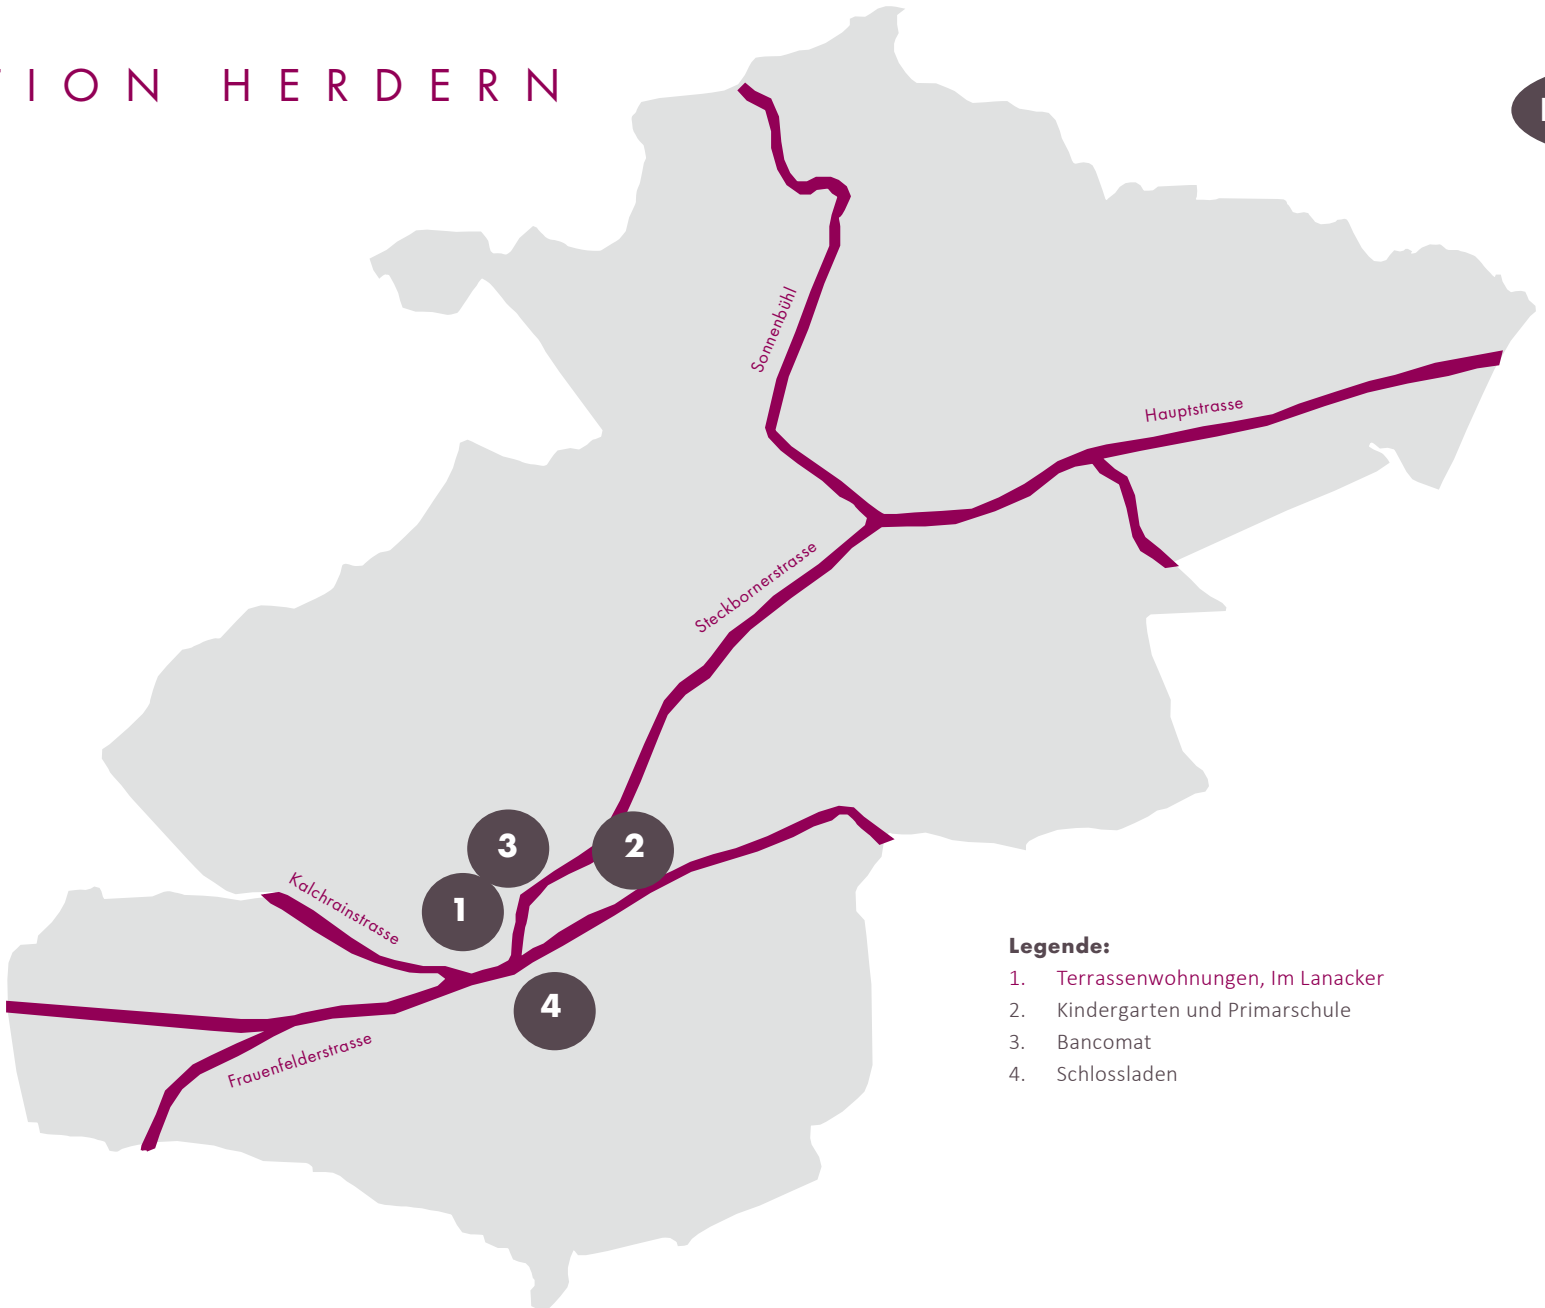 TION HERDERN
Sonnenbühl
Hauptstrasse
Steckbornerstrasse
3
2
Kalchrainstrasse
1
4
Frauenfelderstrasse
Legende:
1. Terrassenwohnungen, Im Lanacker
2. Kindergarten und Primarschule
3. Bancomat
4. Schlossladen